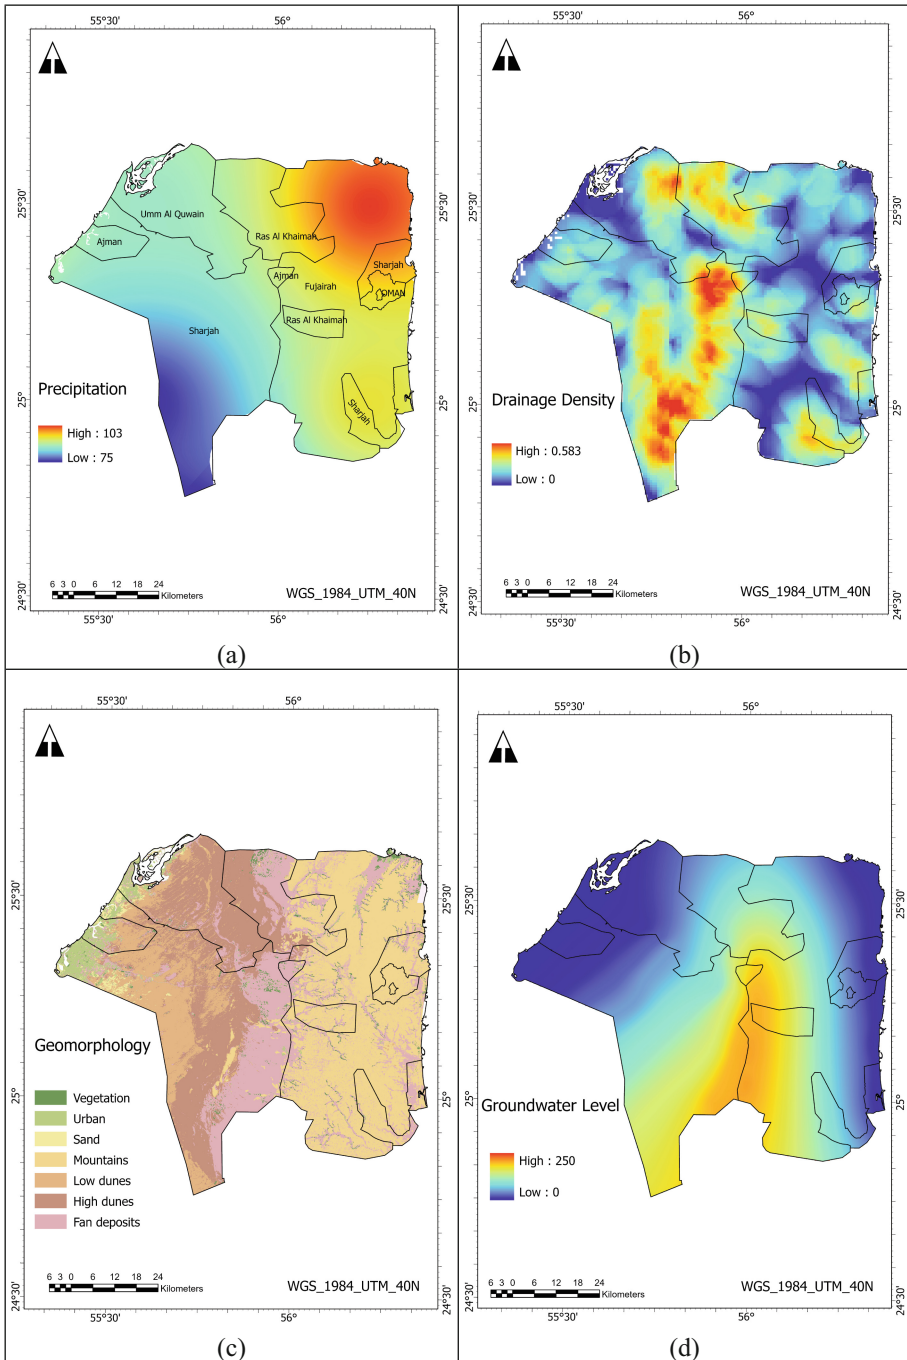 55°30'
56°
25°30'
25°30'
Umm Al Quwain
Ajman
Ras Al Khaimah
Sharjah
Ajman
Fujairah
OMAN
Ras Al Khaimah
Sharjah
Precipitation
25°
25°
Sharjah
High : 103
Low : 75
6 3 0 6 12 18 24
Kilometers
WGS_1984_UTM_40N
24°30'
24°30'
55°30'
56°
(a)
55°30'
56°
25°30'
25°30'
Drainage Density
25°
25°
High : 0.583
Low : 0
6 3 0 6 12 18 24
Kilometers
WGS_1984_UTM_40N
24°30'
24°30'
55°30'
56°
(b)
55°30'
56°
25°30'
25°30'
Geomorphology
25°
25°
Vegetation
Urban
Sand
Mountains
Low dunes
High dunes
Fan deposits
6 3 0 6 12 18 24
Kilometers
WGS_1984_UTM_40N
24°30'
24°30'
55°30'
56°
(c)
55°30'
56°
25°30'
25°30'
Groundwater Level
25°
25°
High : 250
Low : 0
6 3 0 6 12 18 24
Kilometers
WGS_1984_UTM_40N
24°30'
24°30'
55°30'
56°
(d)